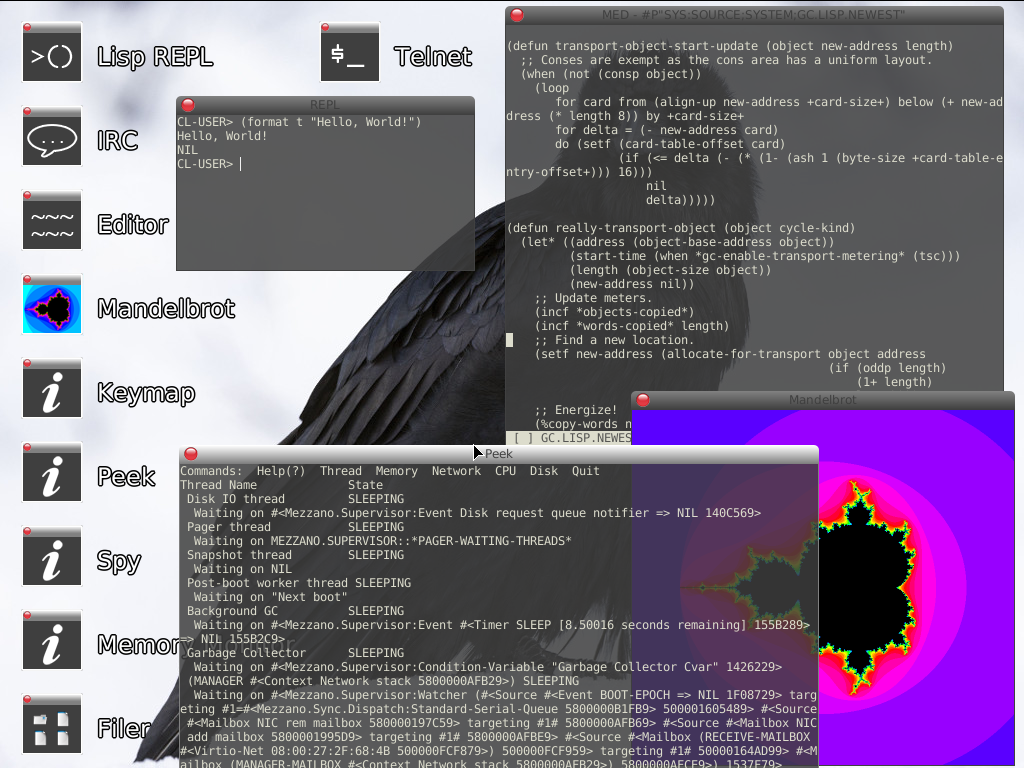 Lisp REPL
Telnet
IRC
Editor
Mandelbrot
Keymap
Peek
Spy
Memory Monitor
Filer
REPL
CL-USER> (format t "Hello, World!")
Hello, World!
NIL
CL-USER>
MED - #P"SYS:SOURCE;SYSTEM;GC.LISP.NEWEST"
(defun transport-object-start-update (object new-address length)
;; Conses are exempt as the cons area has a uniform layout.
(when (not (consp object))
(loop
for card from (align-up new-address +card-size+) below (+ new-ad
dress (* length 8)) by +card-size+
for delta = (- new-address card)
do (setf (card-table-offset card)
(if (<= delta (- (* (1- (ash 1 (byte-size +card-table-e
ntry-offset+))) 16)))
nil
delta)))))
(defun really-transport-object (object cycle-kind)
(let* ((address (object-base-address object))
(start-time (when *gc-enable-transport-metering* (tsc)))
(length (object-size object))
(new-address nil))
;; Update meters.
(incf *objects-copied*)
(incf *words-copied* length)
;; Find a new location.
(setf new-address (allocate-for-transport object address
(if (oddp length)
(1+ length)
;; Energize!
(%copy-words n
[ ] GC.LISP.NEWES
Mandelbrot
Peek
Commands: Help(?) Thread Memory Network CPU Disk Quit
Thread Name State
Disk IO thread SLEEPING
Waiting on #<Mezzano.Supervisor:Event Disk request queue notifier => NIL 140C569>
Pager thread SLEEPING
Waiting on MEZZANO.SUPERVISOR::*PAGER-WAITING-THREADS*
Snapshot thread SLEEPING
Waiting on NIL
Post-boot worker thread SLEEPING
Waiting on "Next boot"
Background GC SLEEPING
Waiting on #<Mezzano.Supervisor:Event #<Timer SLEEP [8.50016 seconds remaining] 155B289>
=> NIL 155B2C9>
Garbage Collector SLEEPING
Waiting on #<Mezzano.Supervisor:Condition-Variable "Garbage Collector Cvar" 1426229>
(MANAGER #<Context Network stack 5800000AFB29>) SLEEPING
Waiting on #<Mezzano.Supervisor:Watcher (#<Source #<Event BOOT-EPOCH => NIL 1F08729> targ
eting #1=#<Mezzano.Sync.Dispatch:Standard-Serial-Queue 5800000B1FB9> 500001605489> #<Source
#<Mailbox NIC rem mailbox 580000197C59> targeting #1# 5800000AFB69> #<Source #<Mailbox NIC
add mailbox 5800001995D9> targeting #1# 5800000AFBE9> #<Source #<Mailbox (RECEIVE-MAILBOX
#<Virtio-Net 08:00:27:2F:68:4B 500000FCF879>) 500000FCF959> targeting #1# 50000164AD99> #<M
ailbox (MANAGER-MAILBOX #<Context Network stack 5800000AFB29>) 5800000AFCE9> 1537F79>